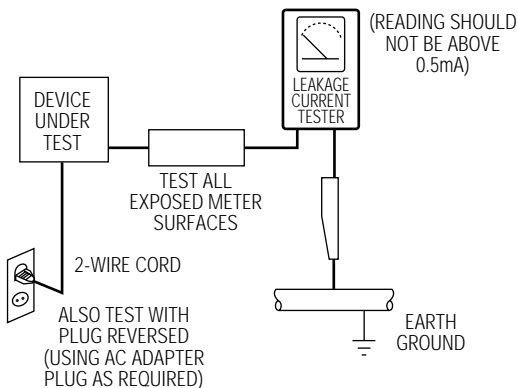 (READING SHOULD
NOT BE ABOVE
0.5mA)
LEAKAGE
CURRENT
TESTER
DEVICE
UNDER
TEST
TEST ALL
EXPOSED METER
SURFACES
2-WIRE CORD
ALSO TEST WITH
PLUG REVERSED
(USING AC ADAPTER
PLUG AS REQUIRED)
EARTH
GROUND